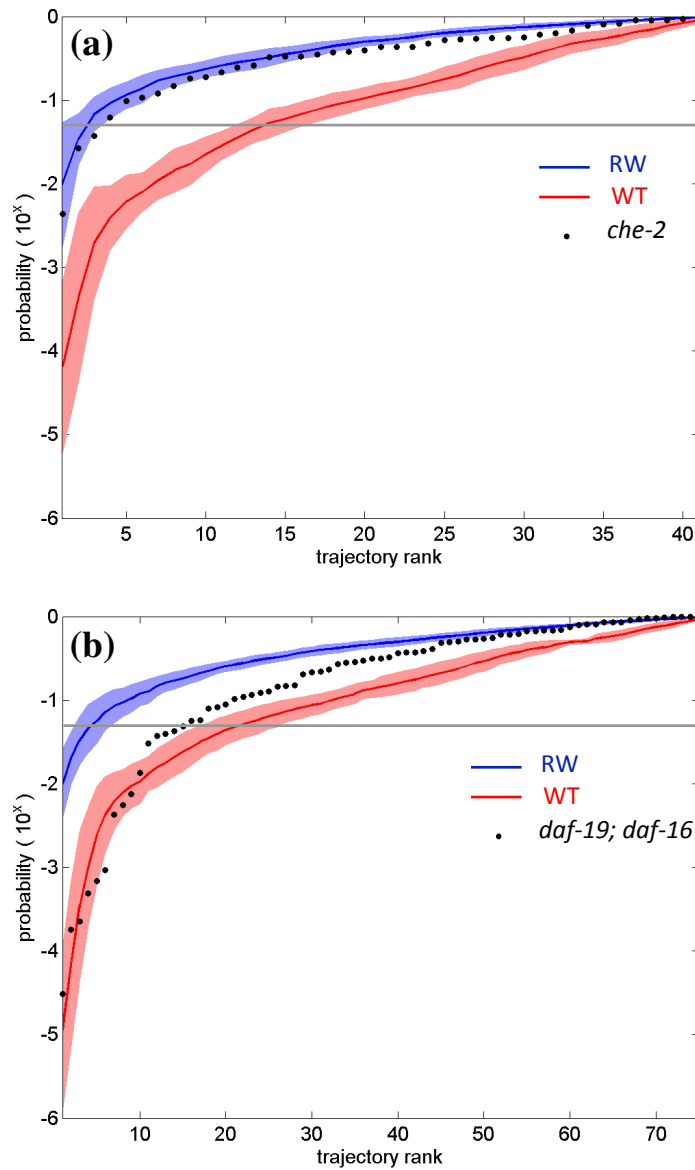 (a)
0
-1
-2
-3
-4
-5
-6
probability ( 10^x )
5 10 15 20 25 30 35 40
trajectory rank
RW
WT
che-2
(b)
0
-1
-2
-3
-4
-5
-6
probability ( 10^x )
10 20 30 40 50 60 70
trajectory rank
RW
WT
daf-19; daf-16